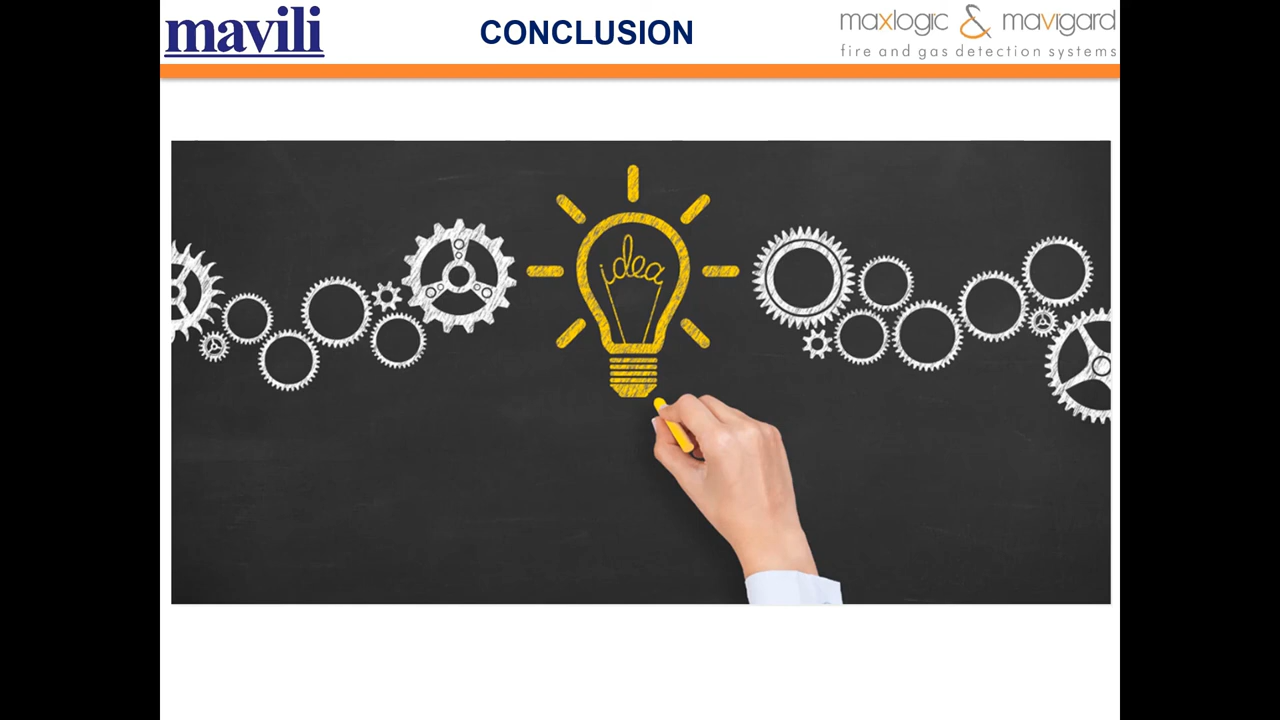 mavili
CONCLUSION
maxlogic & mavigard
fire and gas detection systems
idea